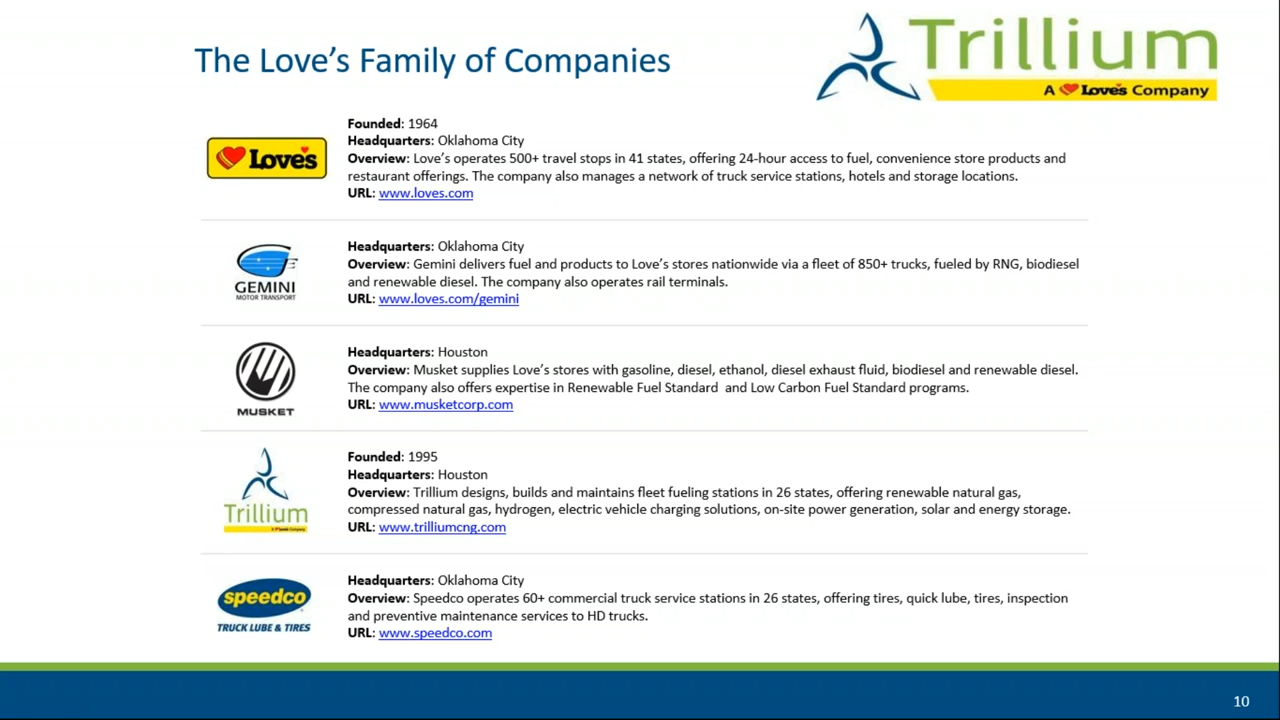 The Love's Family of Companies
Trillium
A Love's Company
Love's
Founded: 1964
Headquarters: Oklahoma City
Overview: Love's operates 500+ travel stops in 41 states, offering 24-hour access to fuel, convenience store products and
restaurant offerings. The company also manages a network of truck service stations, hotels and storage locations.
URL: www.loves.com
GEMINI
MOTOR TRANSPORT
Headquarters: Oklahoma City
Overview: Gemini delivers fuel and products to Love's stores nationwide via a fleet of 850+ trucks, fueled by RNG, biodiesel
and renewable diesel. The company also operates rail terminals.
URL: www.loves.com/gemini
MUSKET
Headquarters: Houston
Overview: Musket supplies Love's stores with gasoline, diesel, ethanol, diesel exhaust fluid, biodiesel and renewable diesel.
The company also offers expertise in Renewable Fuel Standard  and Low Carbon Fuel Standard programs.
URL: www.musketcorp.com
Trillium
A Love's Company
Founded: 1995
Headquarters: Houston
Overview: Trillium designs, builds and maintains fleet fueling stations in 26 states, offering renewable natural gas,
compressed natural gas, hydrogen, electric vehicle charging solutions, on-site power generation, solar and energy storage.
URL: www.trilliumcng.com
speedco
TRUCK LUBE & TIRES
Headquarters: Oklahoma City
Overview: Speedco operates 60+ commercial truck service stations in 26 states, offering tires, quick lube, tires, inspection
and preventive maintenance services to HD trucks.
URL: www.speedco.com
10